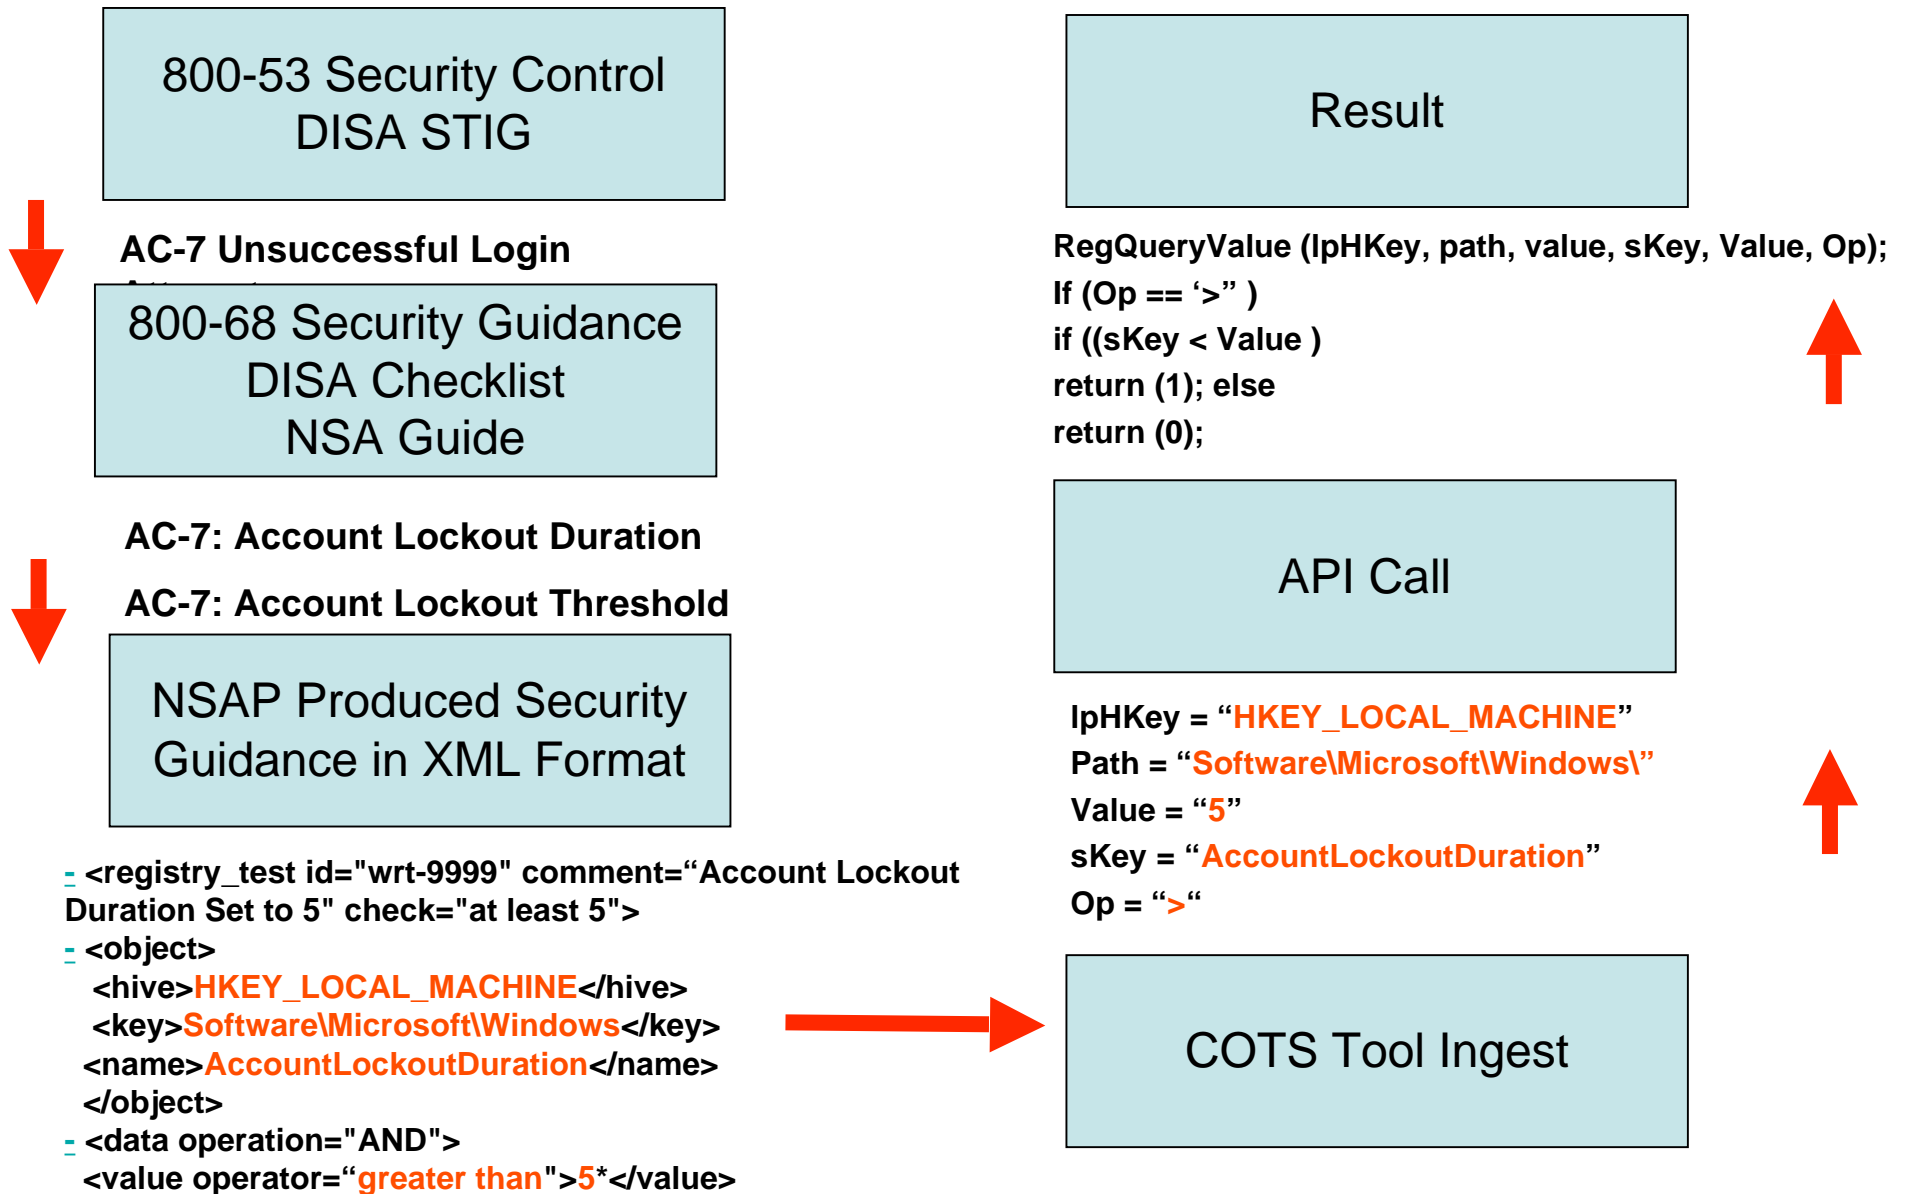 800-53 Security Control
DISA STIG
AC-7 Unsuccessful Login
800-68 Security Guidance
DISA Checklist
NSA Guide
AC-7: Account Lockout Duration
AC-7: Account Lockout Threshold
NSAP Produced Security
Guidance in XML Format
- <registry_test id="wrt-9999" comment=“Account Lockout
Duration Set to 5" check="at least 5">
- <object>
<hive>HKEY_LOCAL_MACHINE</hive>
<key>Software\Microsoft\Windows</key>
<name>AccountLockoutDuration</name>
</object>
- <data operation="AND">
<value operator=“greater than">5*</value>
Result
RegQueryValue (lpHKey, path, value, sKey, Value, Op);
If (Op == ‘>” )
if ((sKey < Value )
return (1); else
return (0);
API Call
lpHKey = “HKEY_LOCAL_MACHINE”
Path = “Software\Microsoft\Windows\”
Value = “5”
sKey = “AccountLockoutDuration”
Op = “>“
COTS Tool Ingest